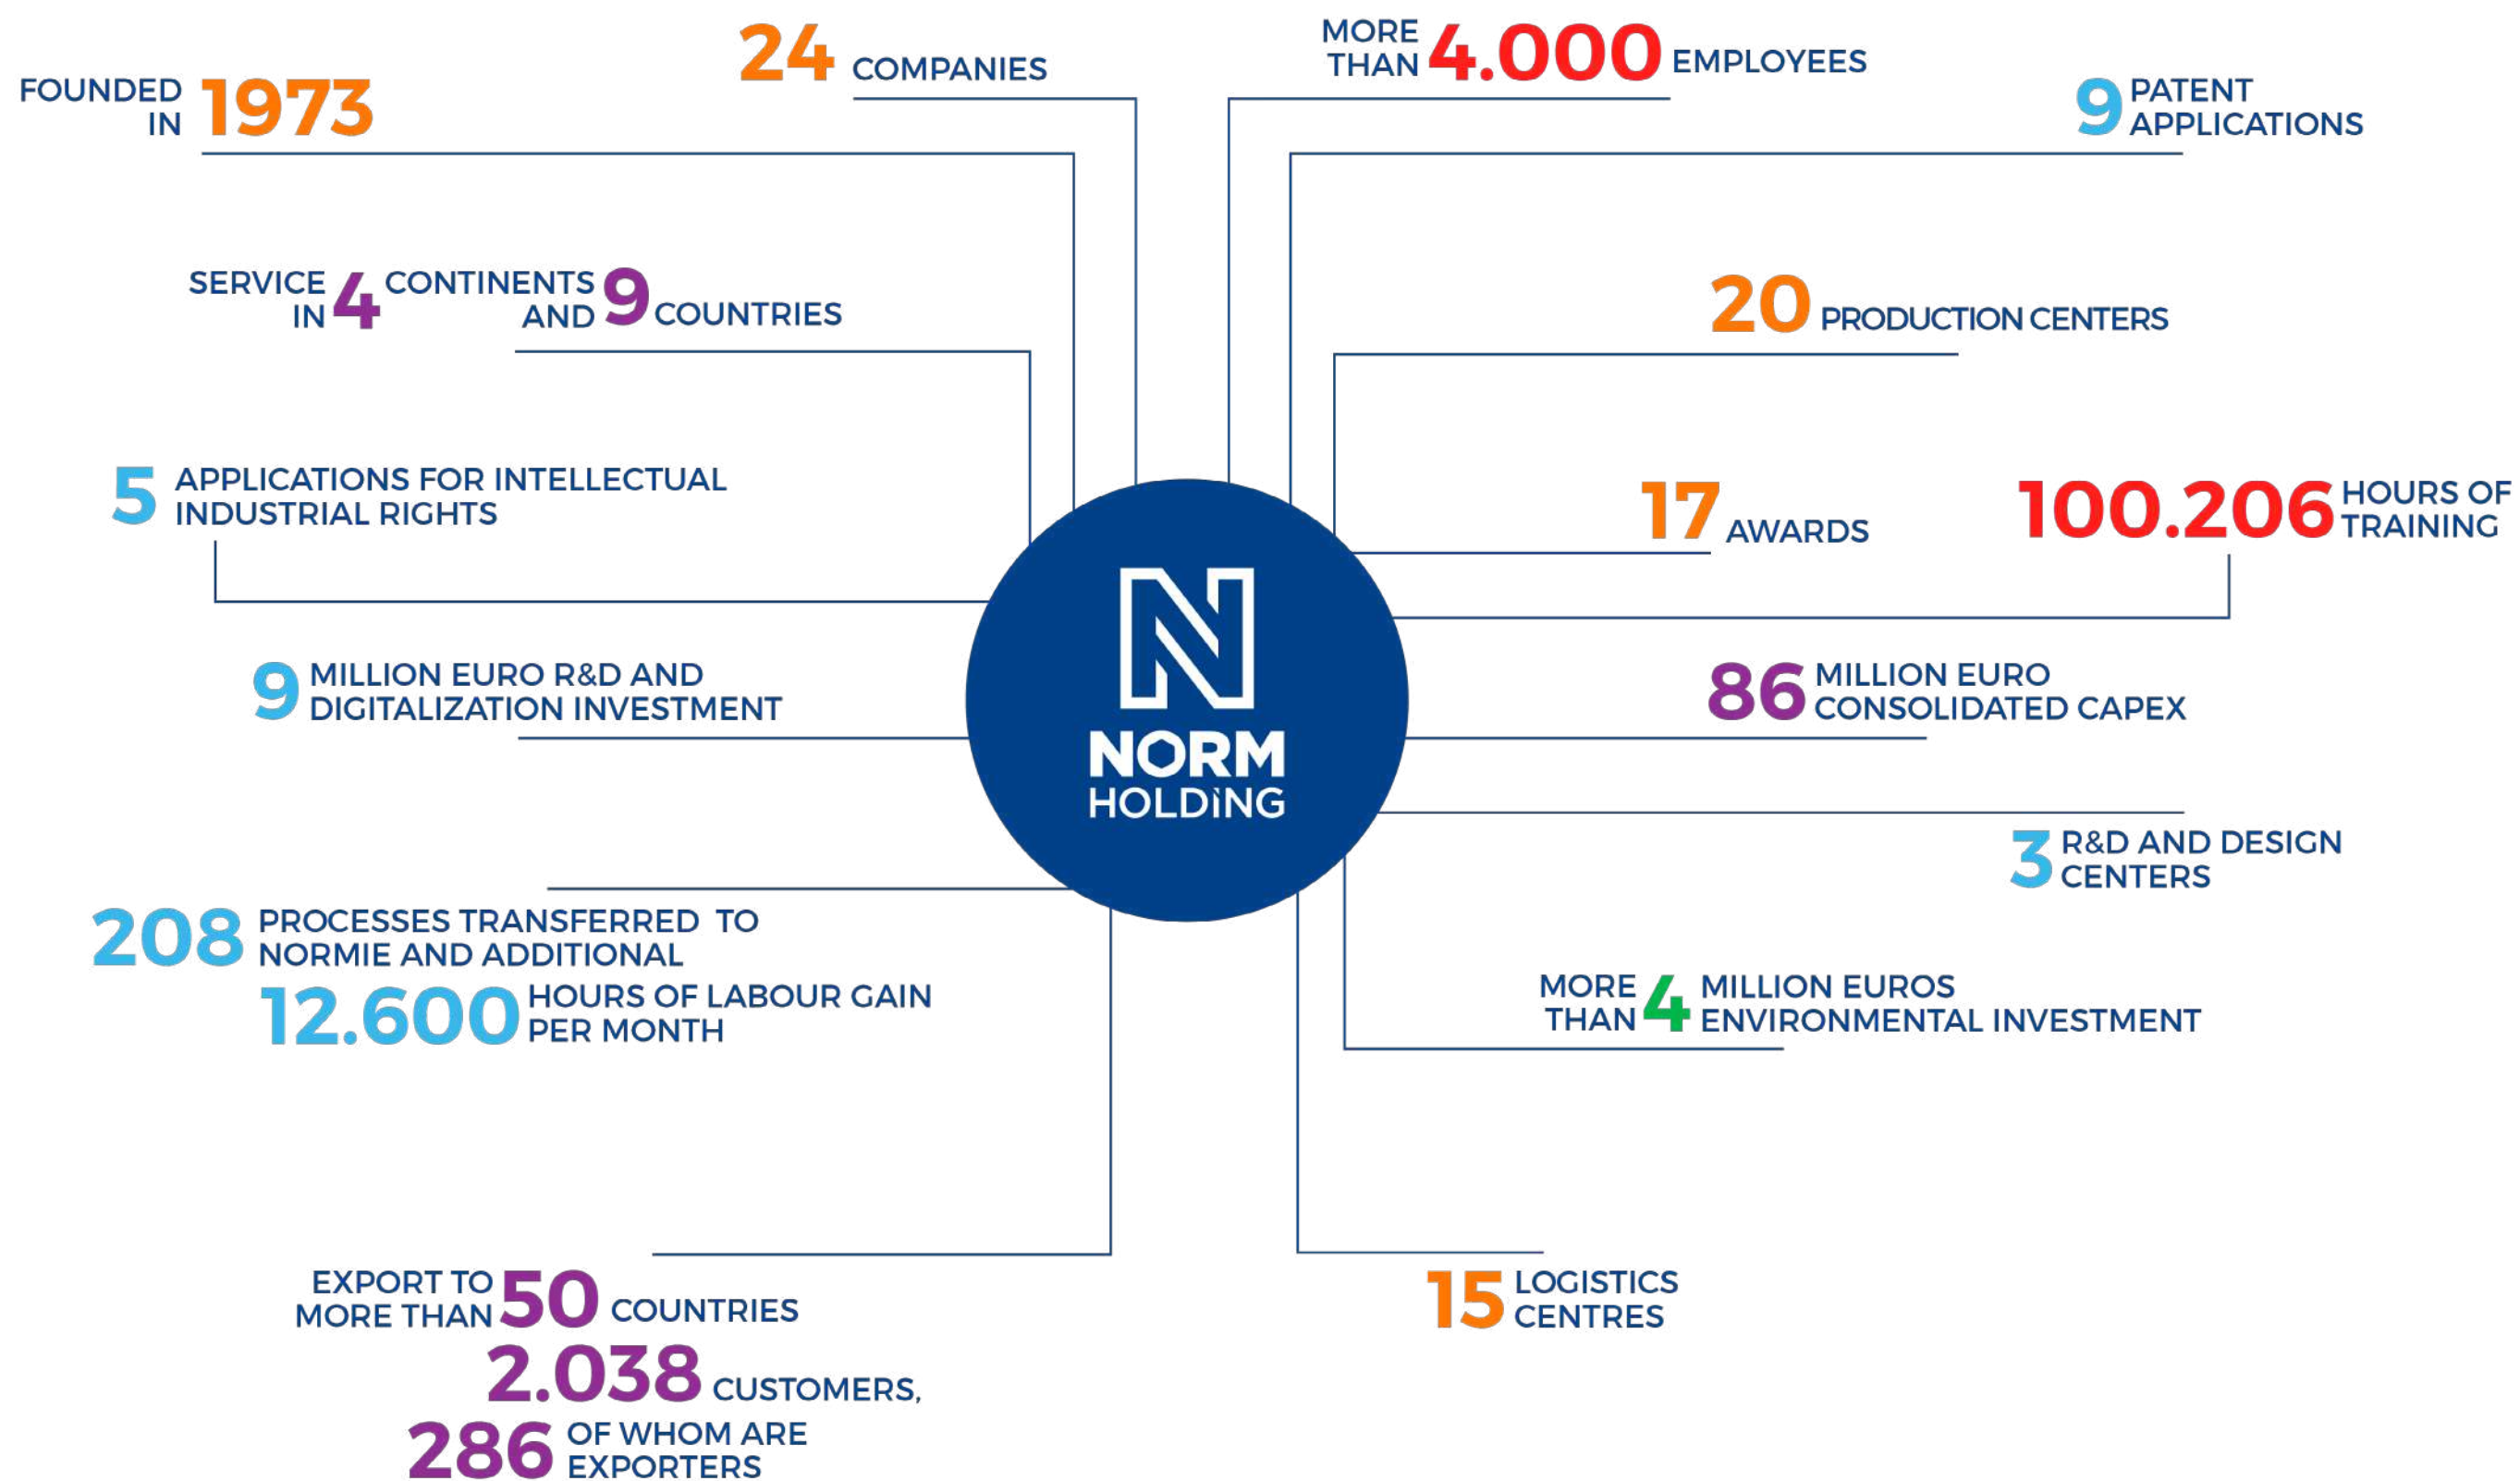 FOUNDED
IN 1973
24 COMPANIES
MORE
THAN 4.000 EMPLOYEES
9 PATENT
APPLICATIONS
SERVICE
IN 4 CONTINENTS
AND 9 COUNTRIES
20 PRODUCTION CENTERS
5 APPLICATIONS FOR INTELLECTUAL
INDUSTRIAL RIGHTS
17 AWARDS
100.206 HOURS OF
TRAINING
9 MILLION EURO R&D AND
DIGITALIZATION INVESTMENT
N
NORM
HOLDİNG
86 MILLION EURO
CONSOLIDATED CAPEX
3 R&D AND DESIGN
CENTERS
208 PROCESSES TRANSFERRED TO
NORMIE AND ADDITIONAL
12.600 HOURS OF LABOUR GAIN
PER MONTH
MORE
THAN 4 MILLION EUROS
ENVIRONMENTAL INVESTMENT
EXPORT TO
MORE THAN 50 COUNTRIES
2.038 CUSTOMERS,
286 OF WHOM ARE
EXPORTERS
15 LOGISTICS
CENTRES